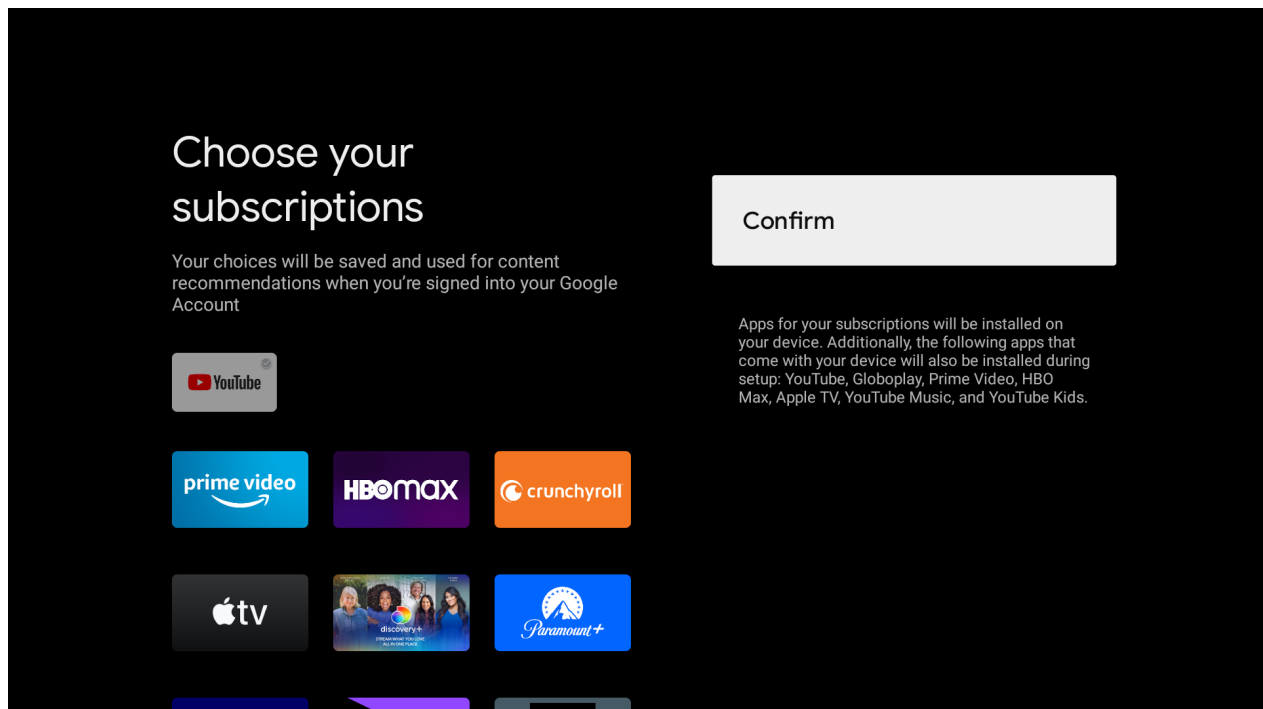 Choose your
subscriptions
Your choices will be saved and used for content
recommendations when you’re signed into your Google
Account
YouTube
prime video
HBOmax
crunchyroll
tv
discovery+
STREAM WHAT YOU LOVE
ALL IN ONE PLACE
Paramount+
Confirm
Apps for your subscriptions will be installed on
your device. Additionally, the following apps that
come with your device will also be installed during
setup: YouTube, Globoplay, Prime Video, HBO
Max, Apple TV, YouTube Music, and YouTube Kids.